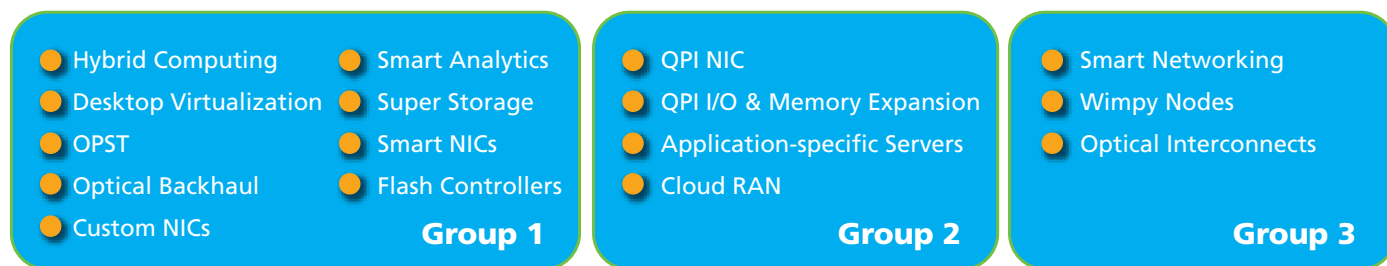 Hybrid Computing
Desktop Virtualization
OPST
Optical Backhaul
Custom NICs
Smart Analytics
Super Storage
Smart NICs
Flash Controllers
Group 1
QPI NIC
QPI I/O & Memory Expansion
Application-specific Servers
Cloud RAN
Group 2
Smart Networking
Wimpy Nodes
Optical Interconnects
Group 3